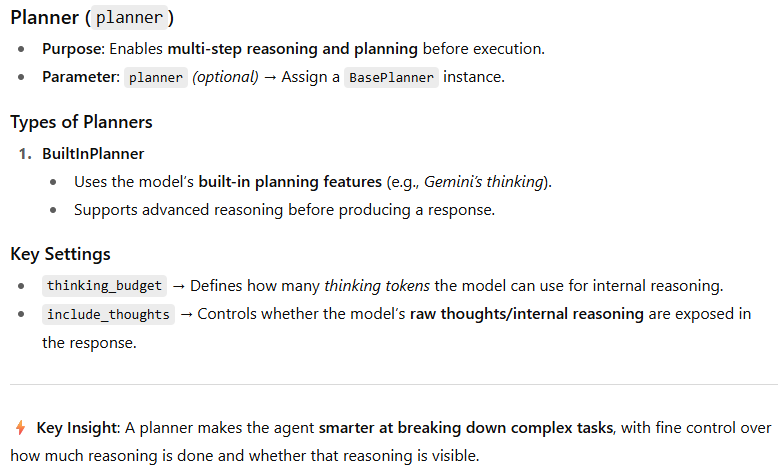 Planner (planner)
• Purpose: Enables multi-step reasoning and planning before execution.
• Parameter: planner (optional) → Assign a BasePlanner instance.
Types of Planners
1. BuiltInPlanner
• Uses the model’s built-in planning features (e.g., Gemini’s thinking).
• Supports advanced reasoning before producing a response.
Key Settings
• thinking_budget → Defines how many thinking tokens the model can use for internal reasoning.
• include_thoughts → Controls whether the model’s raw thoughts/internal reasoning are exposed in
the response.
⚡ Key Insight: A planner makes the agent smarter at breaking down complex tasks, with fine control over
how much reasoning is done and whether that reasoning is visible.